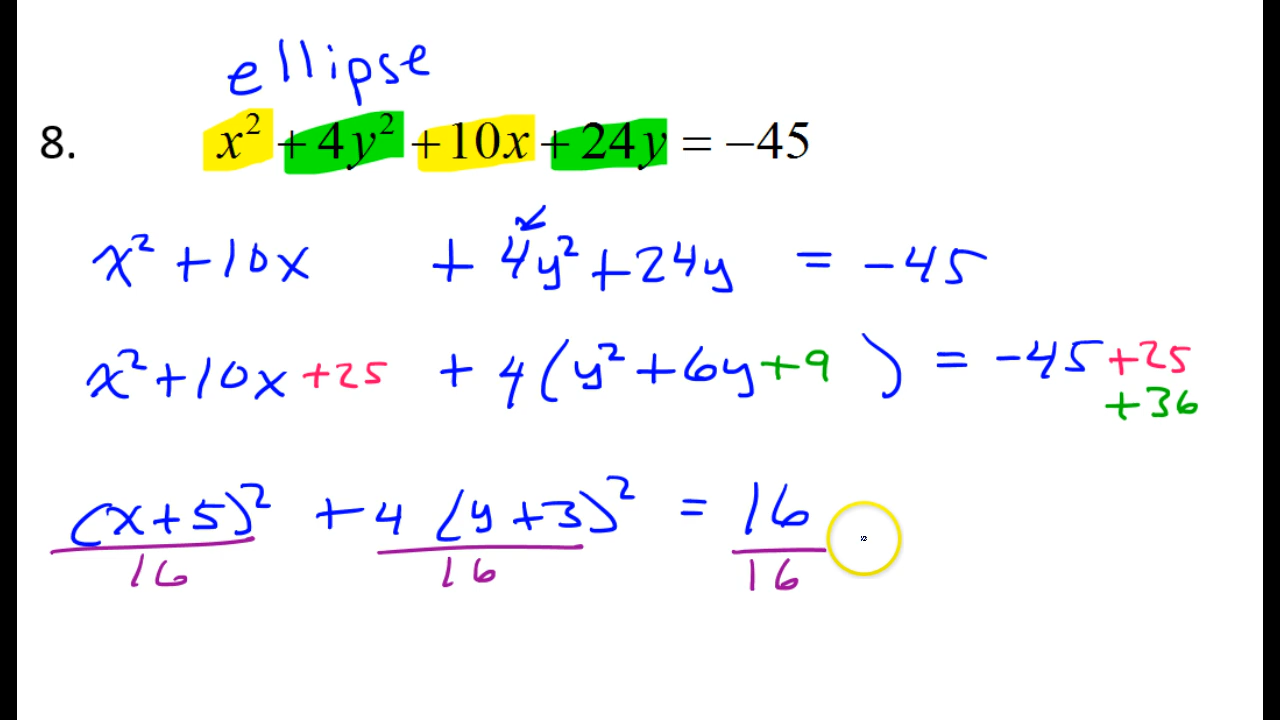 ellipse
8. x² + 4y² + 10x + 24y = −45
x² + 10x + 4y² + 24y = −45
x² + 10x + 25 + 4(y² + 6y + 9 ) = −45 + 25
+ 36
(x + 5)² + 4 (y + 3)² = 16
16 16 16